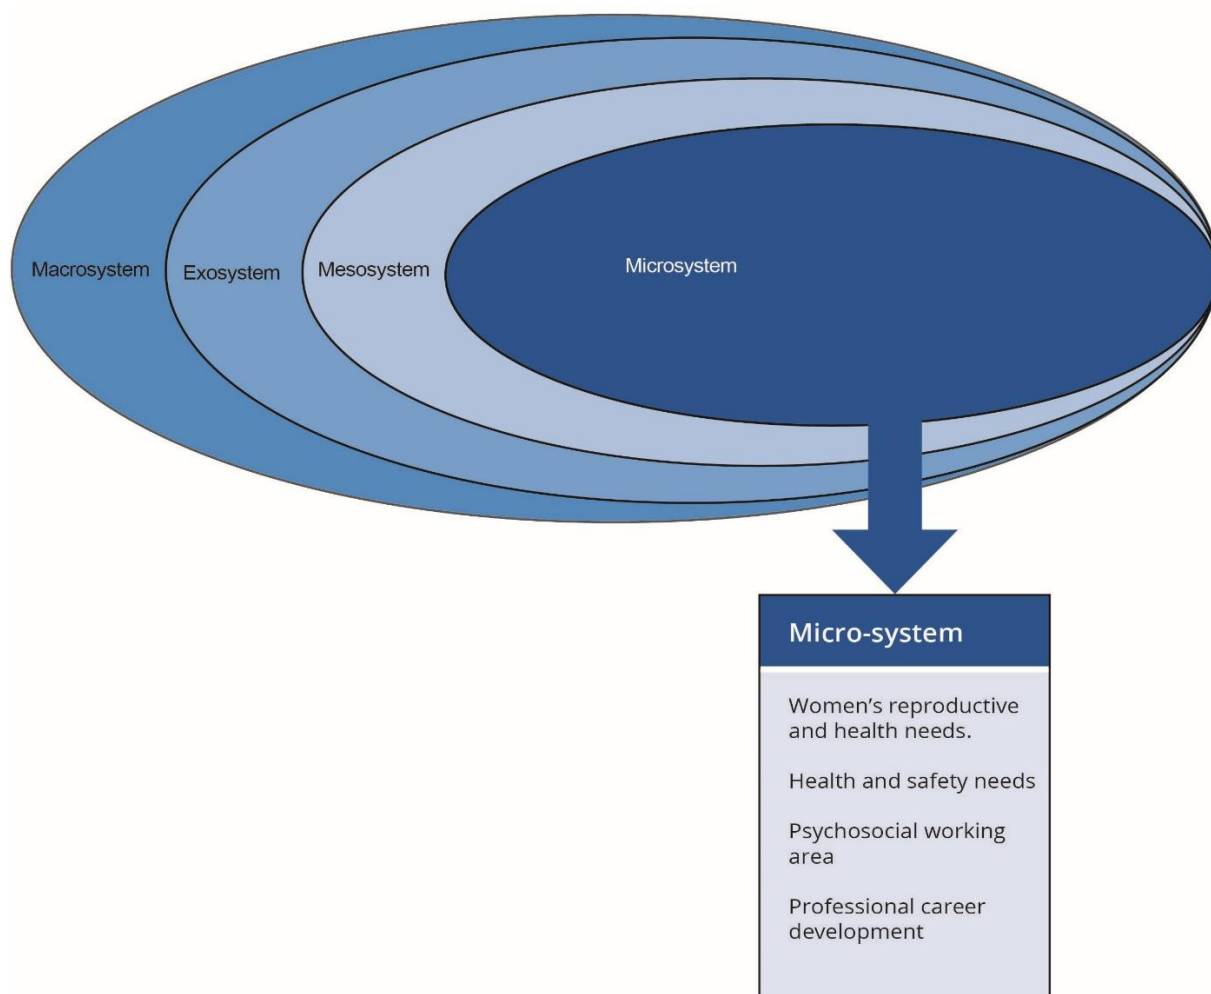 Macrosystem
Exosystem
Mesosystem
Microsystem
Micro-system
Women's reproductive
and health needs.
Health and safety needs
Psychosocial working
area
Professional career
development